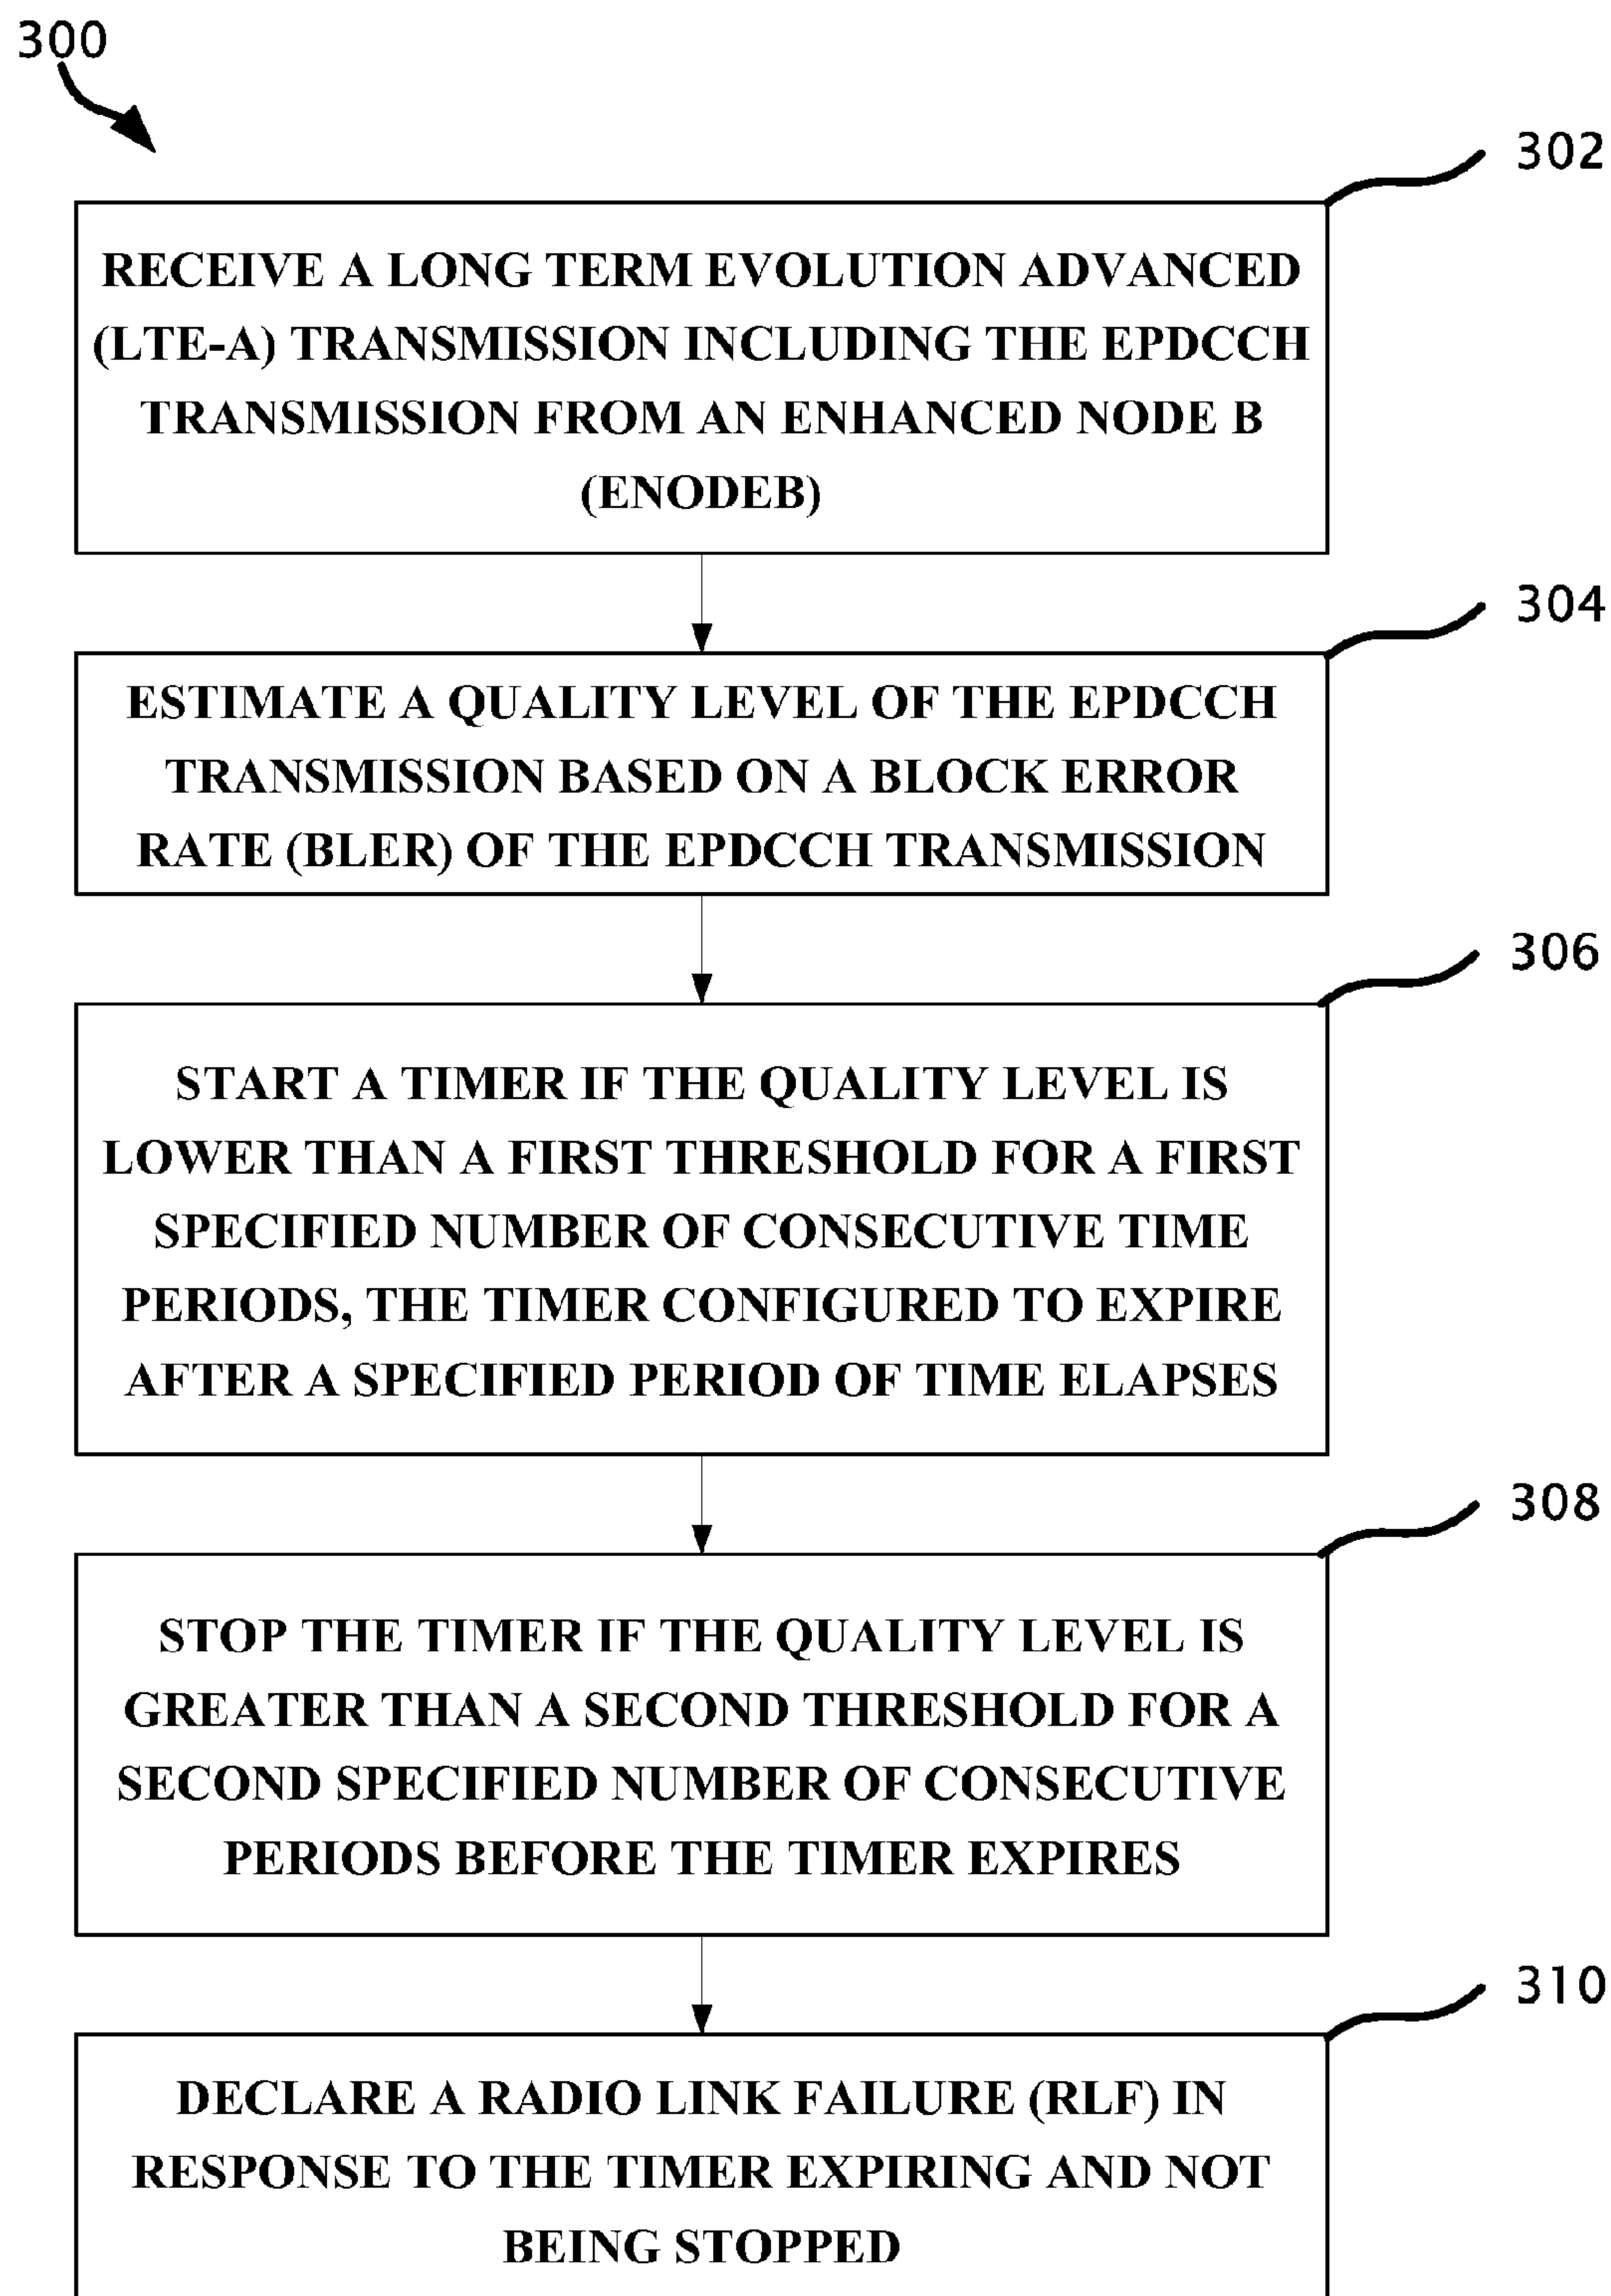 300
302
RECEIVE A LONG TERM EVOLUTION ADVANCED
(LTE-A) TRANSMISSION INCLUDING THE EPDCCH
TRANSMISSION FROM AN ENHANCED NODE B
(ENODEB)
304
ESTIMATE A QUALITY LEVEL OF THE EPDCCH
TRANSMISSION BASED ON A BLOCK ERROR
RATE (BLER) OF THE EPDCCH TRANSMISSION
306
START A TIMER IF THE QUALITY LEVEL IS
LOWER THAN A FIRST THRESHOLD FOR A FIRST
SPECIFIED NUMBER OF CONSECUTIVE TIME
PERIODS, THE TIMER CONFIGURED TO EXPIRE
AFTER A SPECIFIED PERIOD OF TIME ELAPSES
308
STOP THE TIMER IF THE QUALITY LEVEL IS
GREATER THAN A SECOND THRESHOLD FOR A
SECOND SPECIFIED NUMBER OF CONSECUTIVE
PERIODS BEFORE THE TIMER EXPIRES
310
DECLARE A RADIO LINK FAILURE (RLF) IN
RESPONSE TO THE TIMER EXPIRING AND NOT
BEING STOPPED